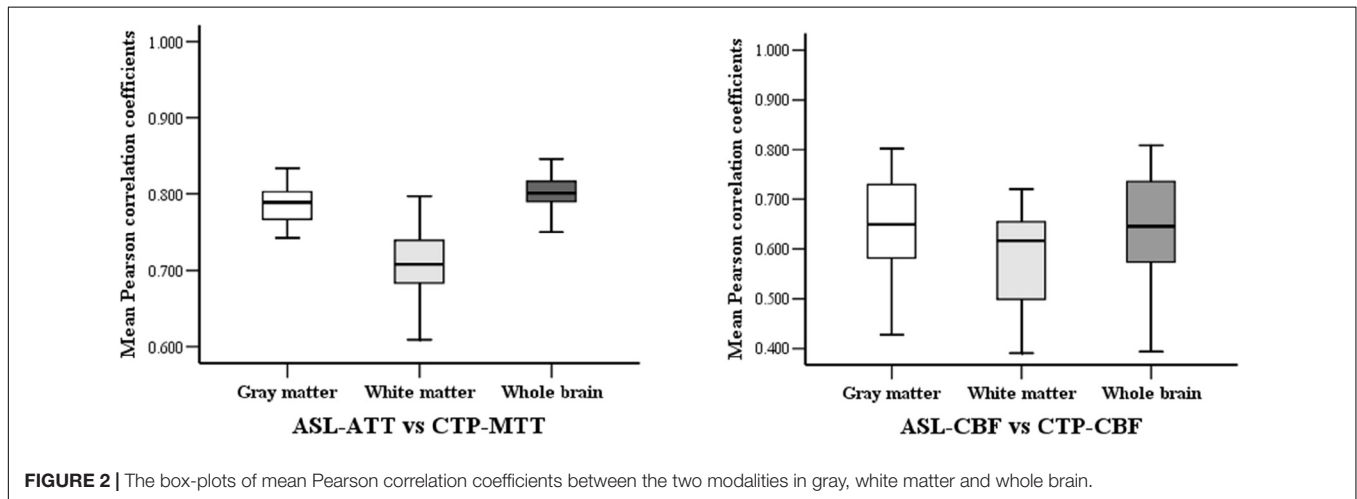 Mean Pearson correlation coefficients
1.000
0.900
0.800
0.700
0.600
Gray matter
White matter
Whole brain
ASL-ATT vs CTP-MTT
Mean Pearson correlation coefficients
1.000
0.900
0.800
0.700
0.600
0.500
0.400
Gray matter
White matter
Whole brain
ASL-CBF vs CTP-CBF
FIGURE 2 | The box-plots of mean Pearson correlation coefficients between the two modalities in gray, white matter and whole brain.